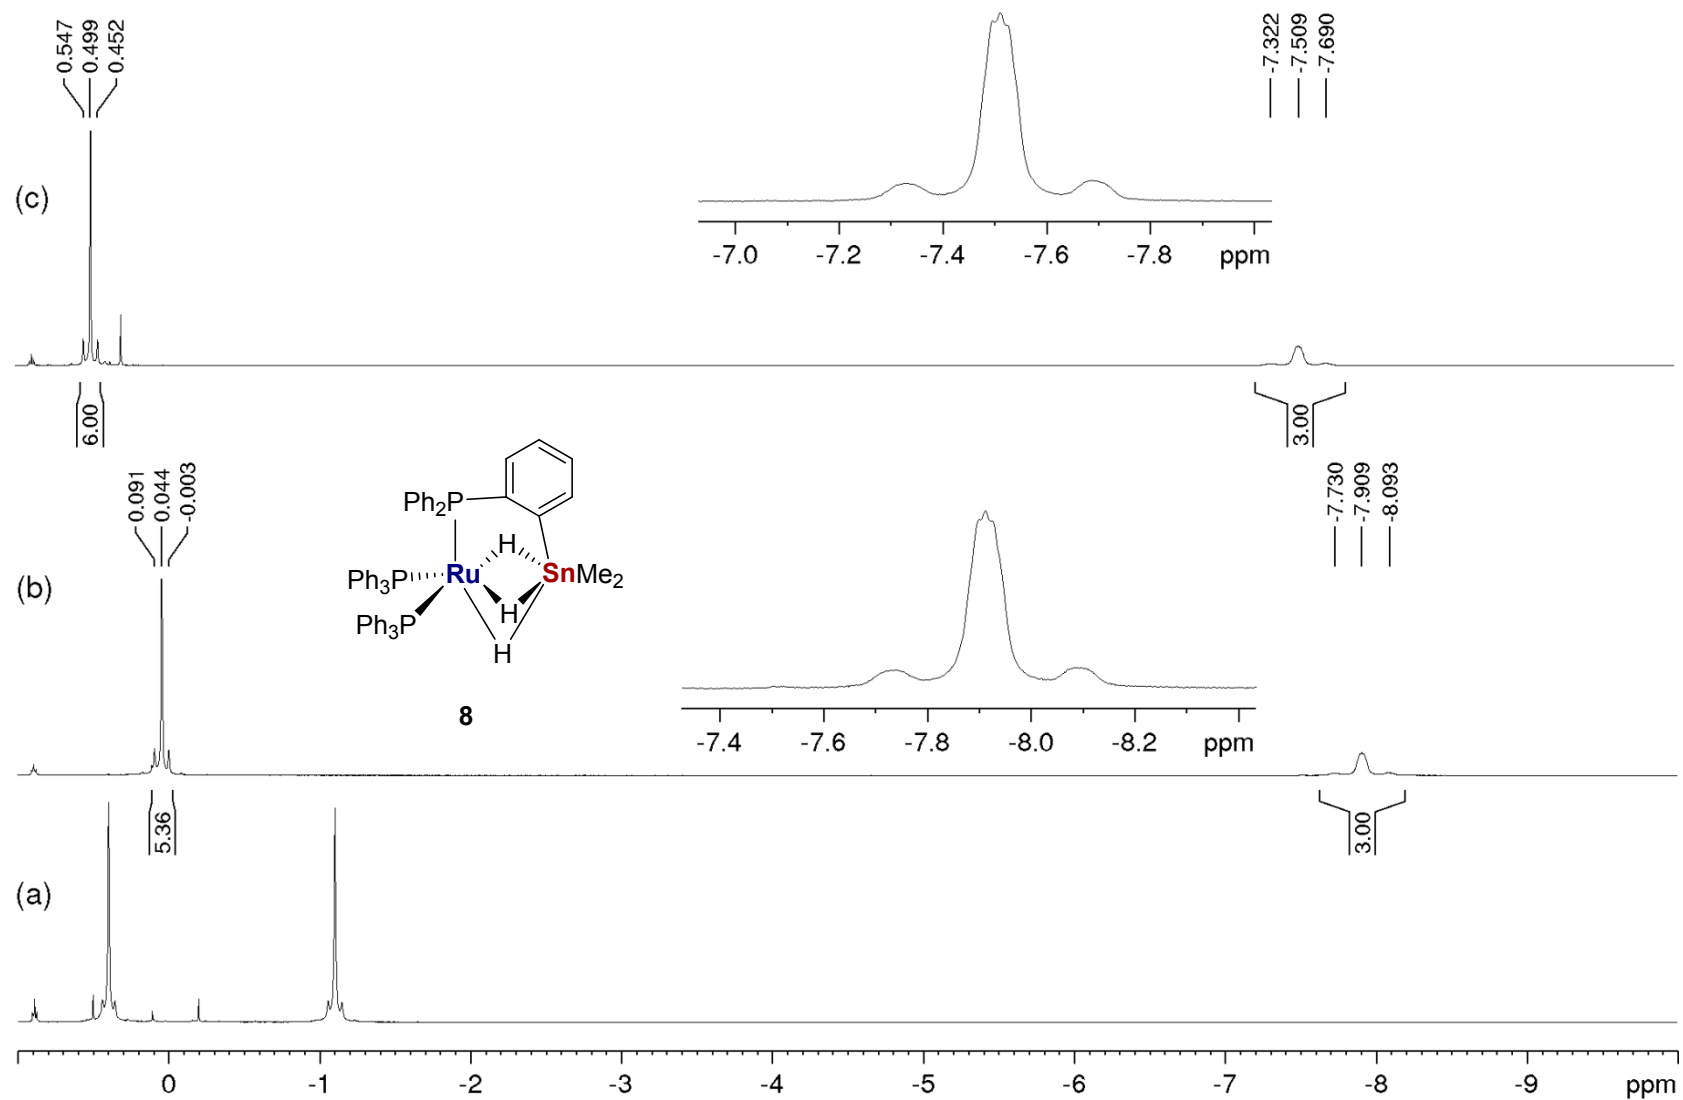 0.547
0.499
0.452
-7.322
-7.509
-7.690
(c)
-7.0 -7.2 -7.4 -7.6 -7.8 ppm
6.00
3.00
0.091
0.044
-0.003
-7.730
-7.909
-8.093
(b)
Ph2P
H
Ph3P Ru SnMe2
H
Ph3P
H
8
-7.4 -7.6 -7.8 -8.0 -8.2 ppm
5.36
3.00
(a)
0 -1 -2 -3 -4 -5 -6 -7 -8 -9 ppm